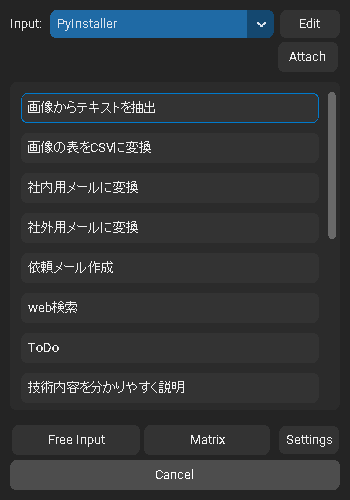 Input: PyInstaller Edit
Attach
画像からテキストを抽出
画像の表をCSVに変換
社内用メールに変換
社外用メールに変換
依頼メール作成
web検索
ToDo
技術内容を分かりやすく説明
Free Input Matrix Settings
Cancel